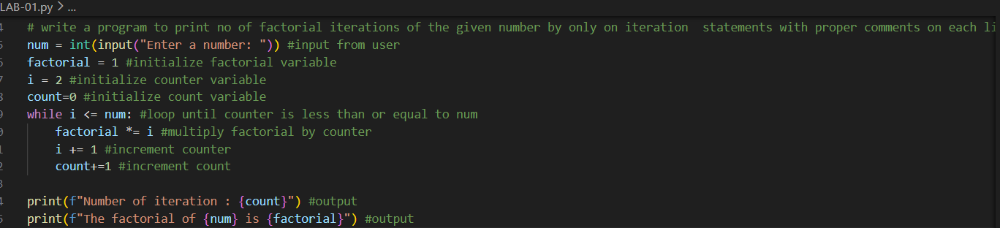 LAB-01.py > ...
# write a program to print no of factorial iterations of the given number by only on iteration  statements with proper comments on each li
num = int(input("Enter a number: ")) #input from user
factorial = 1 #initialize factorial variable
i = 2 #initialize counter variable
count=0 #initialize count variable
while i <= num: #loop until counter is less than or equal to num
    factorial *= i #multiply factorial by counter
    i += 1 #increment counter
    count+=1 #increment count
print(f"Number of iteration : {count}") #output
print(f"The factorial of {num} is {factorial}") #output